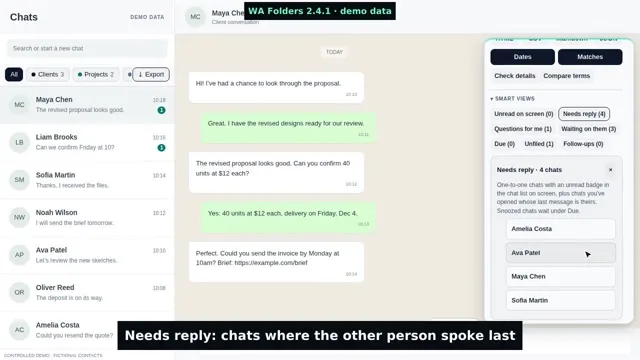 WA Folders 2.4.1 · demo data
Chats
DEMO DATA
Search or start a new chat
All
Clients 3
Projects 2
↓ Export
MC
Maya Chen
10:18
The revised proposal looks good.
1
LB
Liam Brooks
10:16
Can we confirm Friday at 10?
1
SM
Sofia Martin
10:14
Thanks, I received the files.
NW
Noah Wilson
10:12
I will send the brief tomorrow.
AP
Ava Patel
10:10
Let's review the new sketches.
OR
Oliver Reed
10:08
The deposit is on its way.
AC
Amelia Costa
Could you resend the quote?
CONTROLLED DEMO · FICTIONAL CONTACTS
MC
Maya Che
Client conversation
TODAY
Hi! I've had a chance to look through the proposal.
10:10
Great. I have the revised designs ready for our review.
10:11
The revised proposal looks good. Can you confirm 40
units at $12 each?
10:12
Yes: 40 units at $12 each, delivery on Friday, Dec 4.
10:13
Perfect. Could you send the invoice by Monday at
10am? Brief: https://example.com/brief
10:14
Dates
Matches
Check details
Compare terms
▾ SMART VIEWS
Unread on screen (0)
Needs reply (4)
Questions for me (1)
Waiting on them (3)
Due (0)
Unfiled (1)
Follow-ups (0)
Needs reply · 4 chats
×
One-to-one chats with an unread badge in
the chat list on screen, plus chats you've
opened whose last message is theirs.
Snoozed chats wait under Due.
Amelia Costa
Ava Patel
Maya Chen
Sofia Martin
Needs reply: chats where the other person spoke last